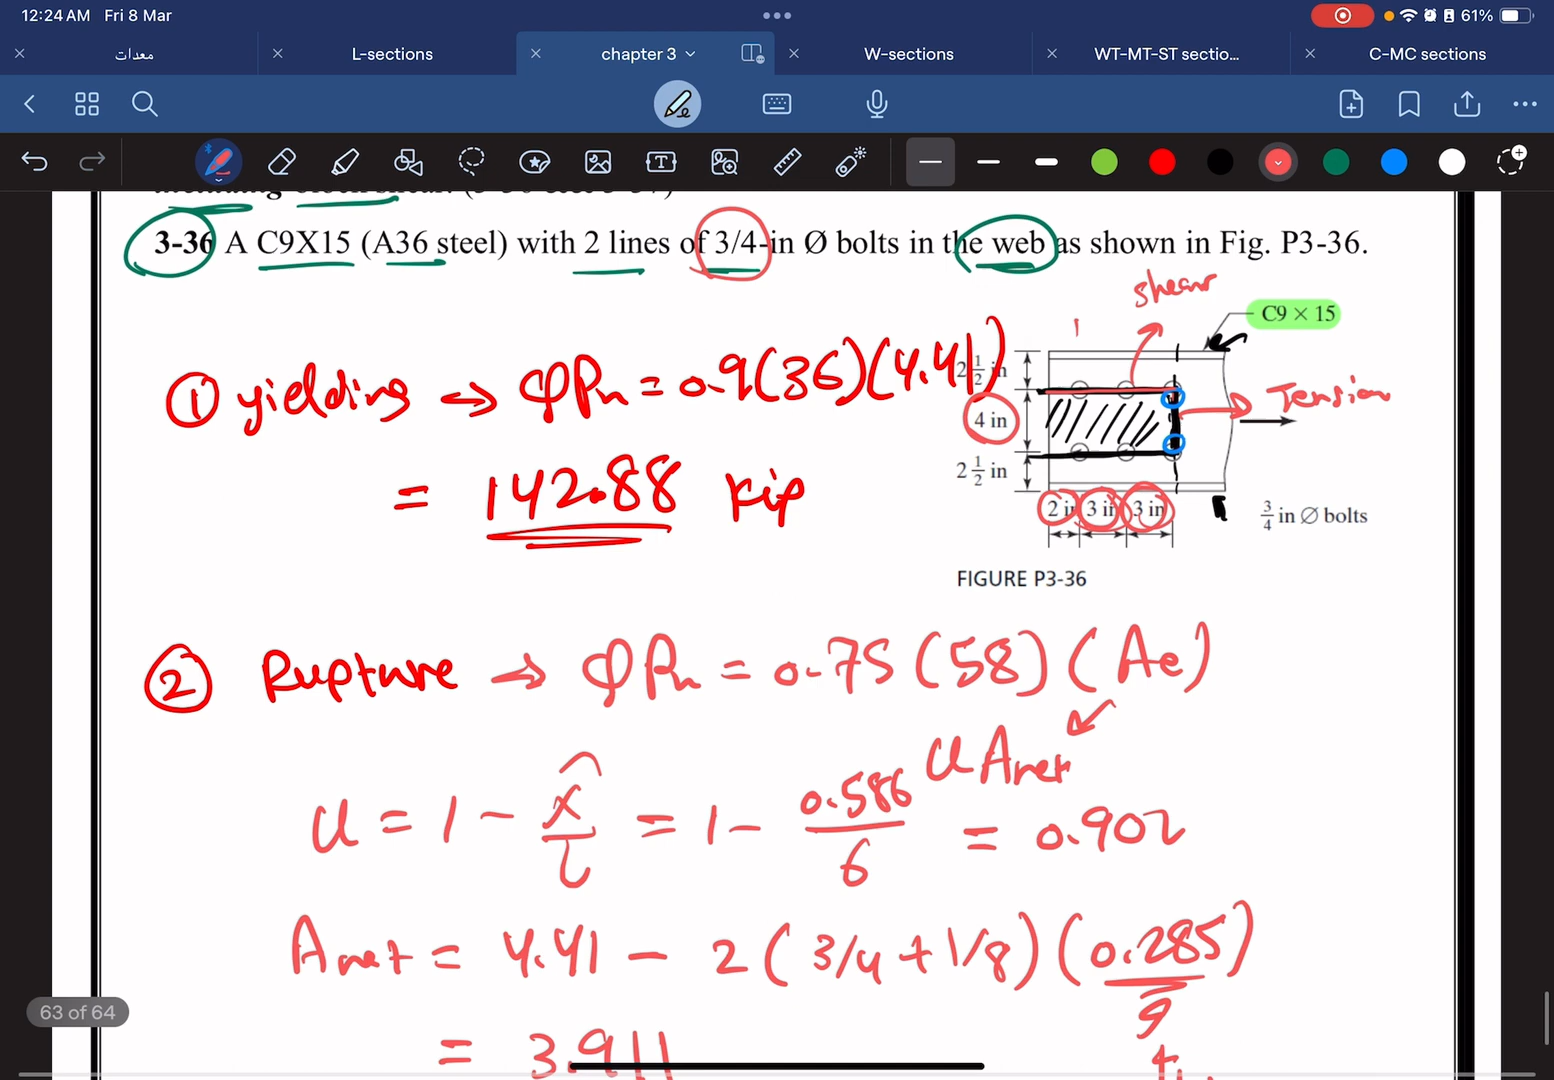 12:24 AM Fri 8 Mar
61%
معدات
L-sections
chapter 3
W-sections
WT-MT-ST sectio...
C-MC sections
3-36 A C9X15 (A36 steel) with 2 lines of 3/4-in Ø bolts in the web as shown in Fig. P3-36.
shear
C9 × 15
① yielding → φPn = 0.9(36)(4.41)
2 1/2 in
4 in
Tension
= 142.88 kip
2 1/2 in
2 in 3 in 3 in
3/4 in Ø bolts
FIGURE P3-36
② Rupture → φPn = 0.75 (58) (Ae)
U Anet
U = 1 - x̄/L = 1 - 0.586/6 = 0.902
Anet = 4.41 - 2 (3/4 + 1/8) (0.285)
63 of 64
= 3.911